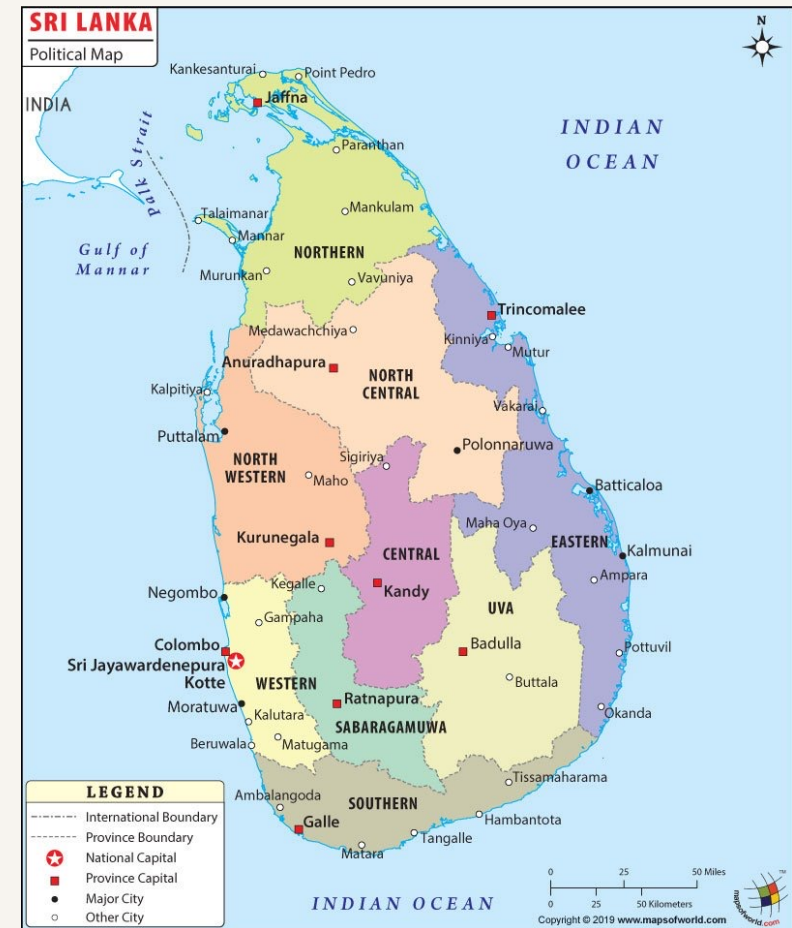 SRI LANKA
Political Map
N
INDIA
Kankesanturai
Point Pedro
Jaffna
INDIAN
OCEAN
Palk Strait
Paranthan
Talaimanar
Mankulam
Mannar
Gulf of
Mannar
NORTHERN
Murunkan
Vavuniya
Trincomalee
Medawachchiya
Kinniya
Mutur
Anuradhapura
NORTH
CENTRAL
Kalpitiya
Vakarai
Puttalam
Polonnaruwa
NORTH
WESTERN
Sigiriya
Maho
Batticaloa
Maha Oya
Kurunegala
EASTERN
CENTRAL
Kalmunai
Kegalle
Kandy
Ampara
Negombo
UVA
Gampaha
Colombo
Sri Jayawardenepura
Kotte
Badulla
Pottuvil
WESTERN
Buttala
Moratuwa
Ratnapura
Kalutara
SABARAGAMUWA
Okanda
Beruwala
Matugama
Tissamaharama
Ambalangoda
SOUTHERN
Hambantota
Galle
Tangalle
Matara
LEGEND
International Boundary
Province Boundary
National Capital
Province Capital
Major City
Other City
INDIAN OCEAN
0 25 50 Miles
0 25 50 Kilometers
Copyright © 2019 www.mapsofworld.com
mapsofworld.com
TM